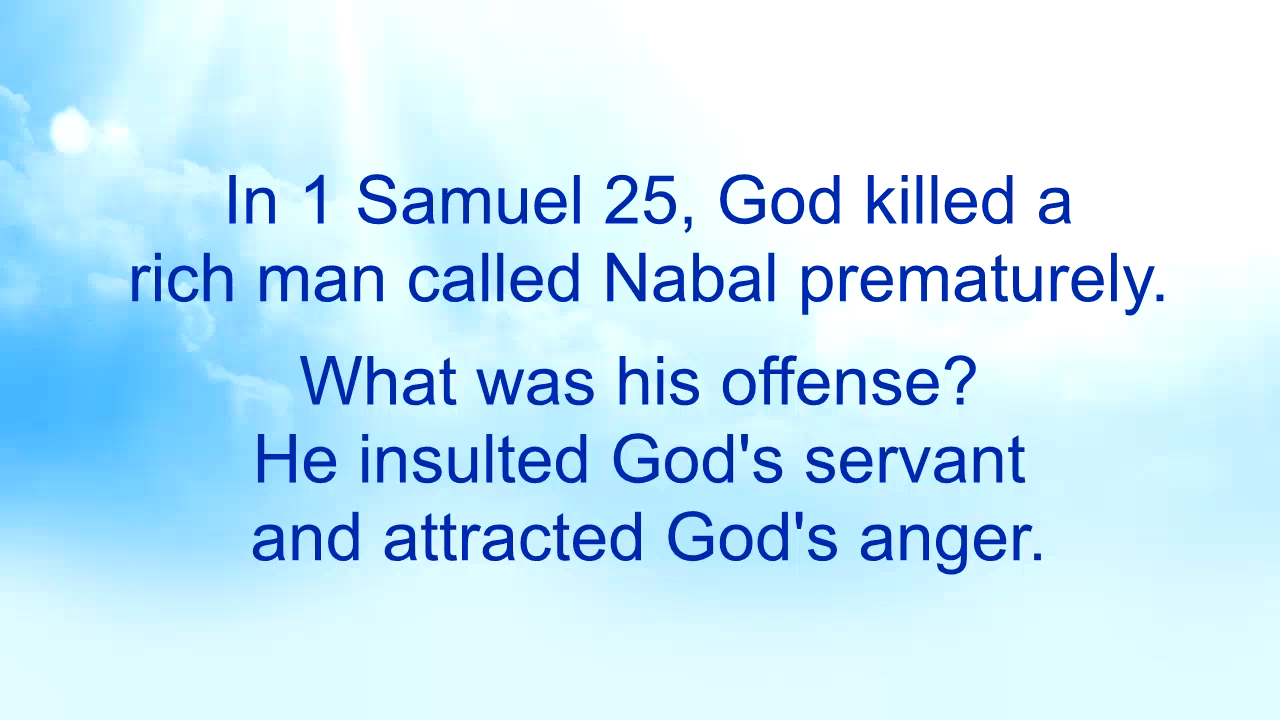 In 1 Samuel 25, God killed a
rich man called Nabal prematurely.
What was his offense?
He insulted God's servant
and attracted God's anger.